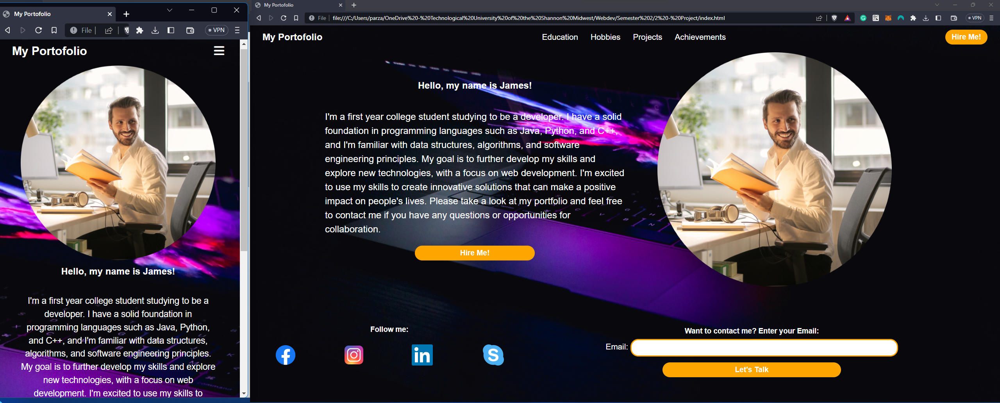 My Portofolio
File
VPN
My Portofolio
Hello, my name is James!
I'm a first year college student studying to be a
developer. I have a solid foundation in
programming languages such as Java, Python,
and C++, and I'm familiar with data structures,
algorithms, and software engineering principles.
My goal is to further develop my skills and explore
new technologies, with a focus on web
development. I'm excited to use my skills to
My Portofolio
File
file:///C:/Users/parza/OneDrive%20-%20Technological%20University%20of%20the%20Shannon%20Midwest/Webdev/Semester%202/2%20-%20Project/index.html
VPN
My Portofolio
Education Hobbies Projects Achievements
Hire Me!
Hello, my name is James!
I'm a first year college student studying to be a developer. I have a solid
foundation in programming languages such as Java, Python, and C++,
and I'm familiar with data structures, algorithms, and software
engineering principles. My goal is to further develop my skills and
explore new technologies, with a focus on web development. I'm excited
to use my skills to create innovative solutions that can make a positive
impact on people's lives. Please take a look at my portfolio and feel free
to contact me if you have any questions or opportunities for
collaboration.
Hire Me!
Follow me:
in
S
Want to contact me? Enter your Email:
Email:
Let's Talk